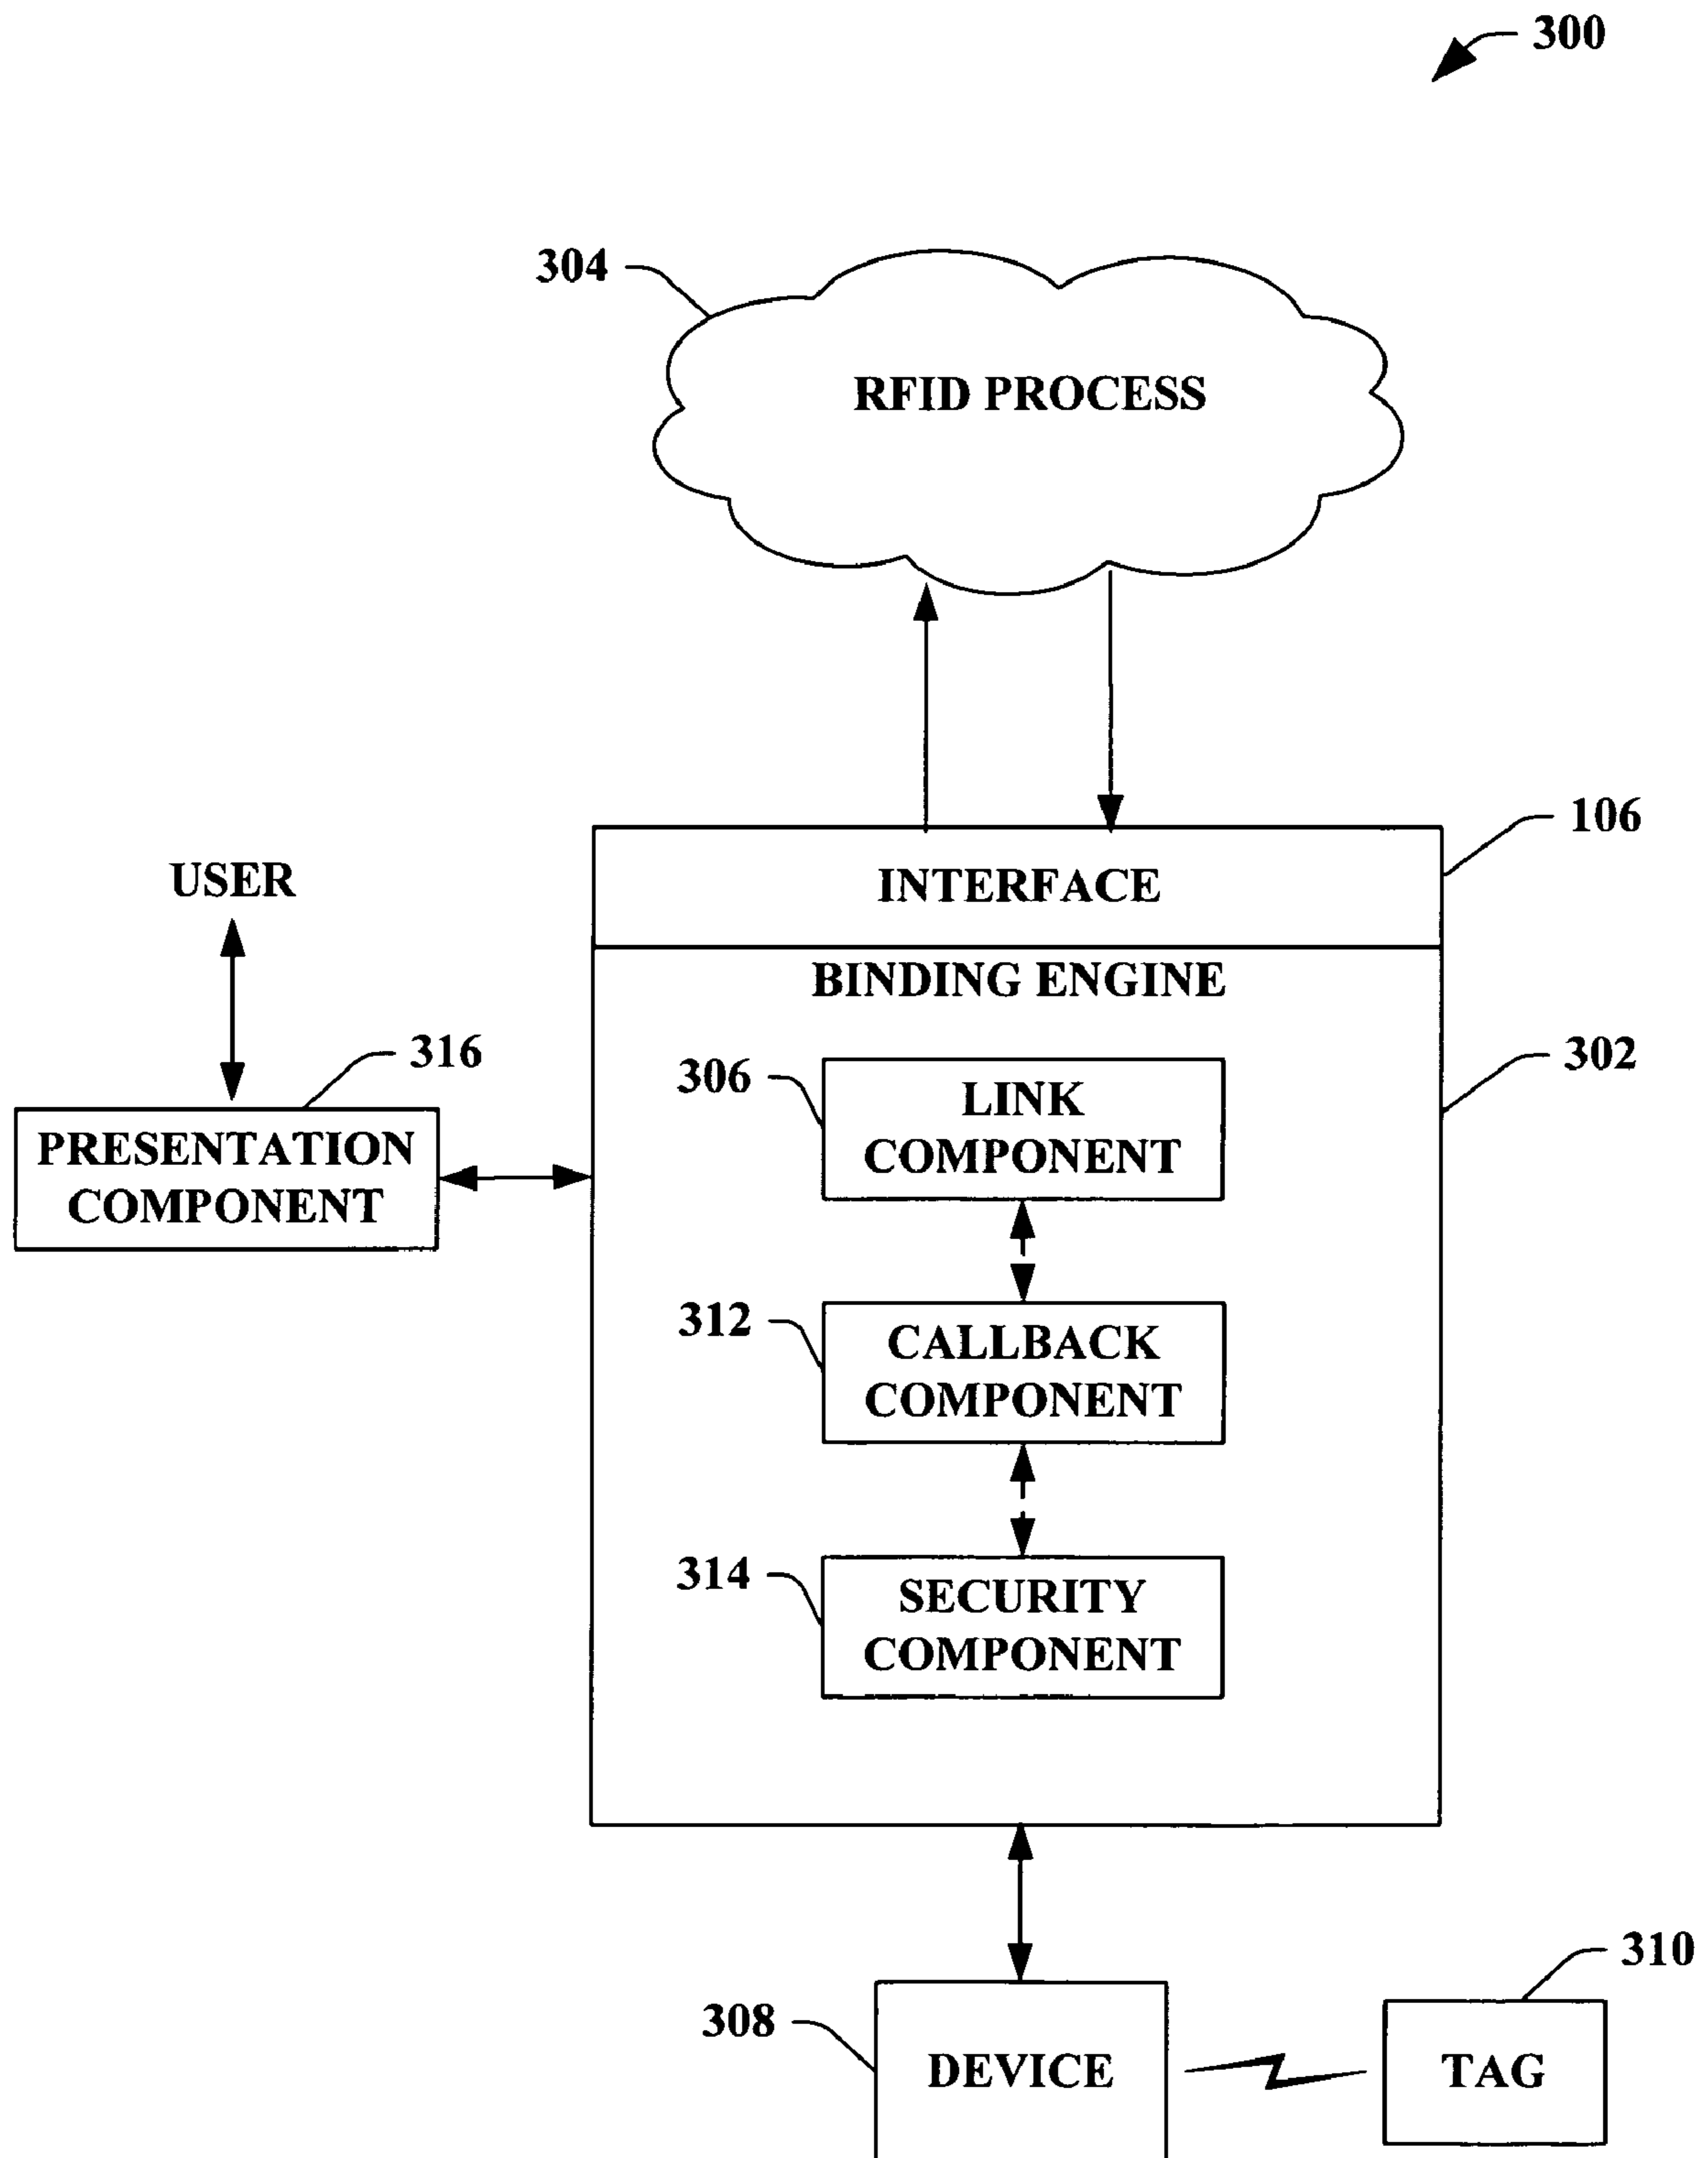 300
304
RFID PROCESS
106
INTERFACE
USER
BINDING ENGINE
316
302
306
LINK
COMPONENT
PRESENTATION
COMPONENT
312
CALLBACK
COMPONENT
314
SECURITY
COMPONENT
310
308
DEVICE
TAG